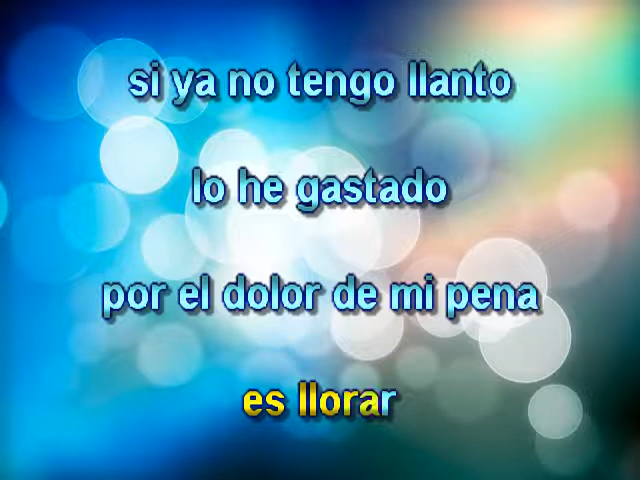 si ya no tengo llanto
lo he gastado
por el dolor de mi pena
es llorar